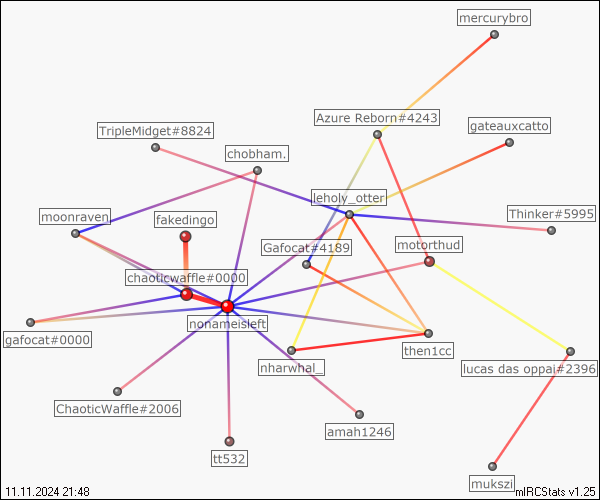 mercurybro
Azure Reborn#4243
gateauxcatto
TripleMidget#8824
chobham.
leholy_otter
moonraven
fakedingo
Thinker#5995
Gafocat#4189
motorthud
chaoticwaffle#0000
nonameisleft
gafocat#0000
then1cc
nharwhal_
lucas das oppai#2396
ChaoticWaffle#2006
amah1246
tt532
mukszi
11.11.2024 21:48
mIRCStats v1.25